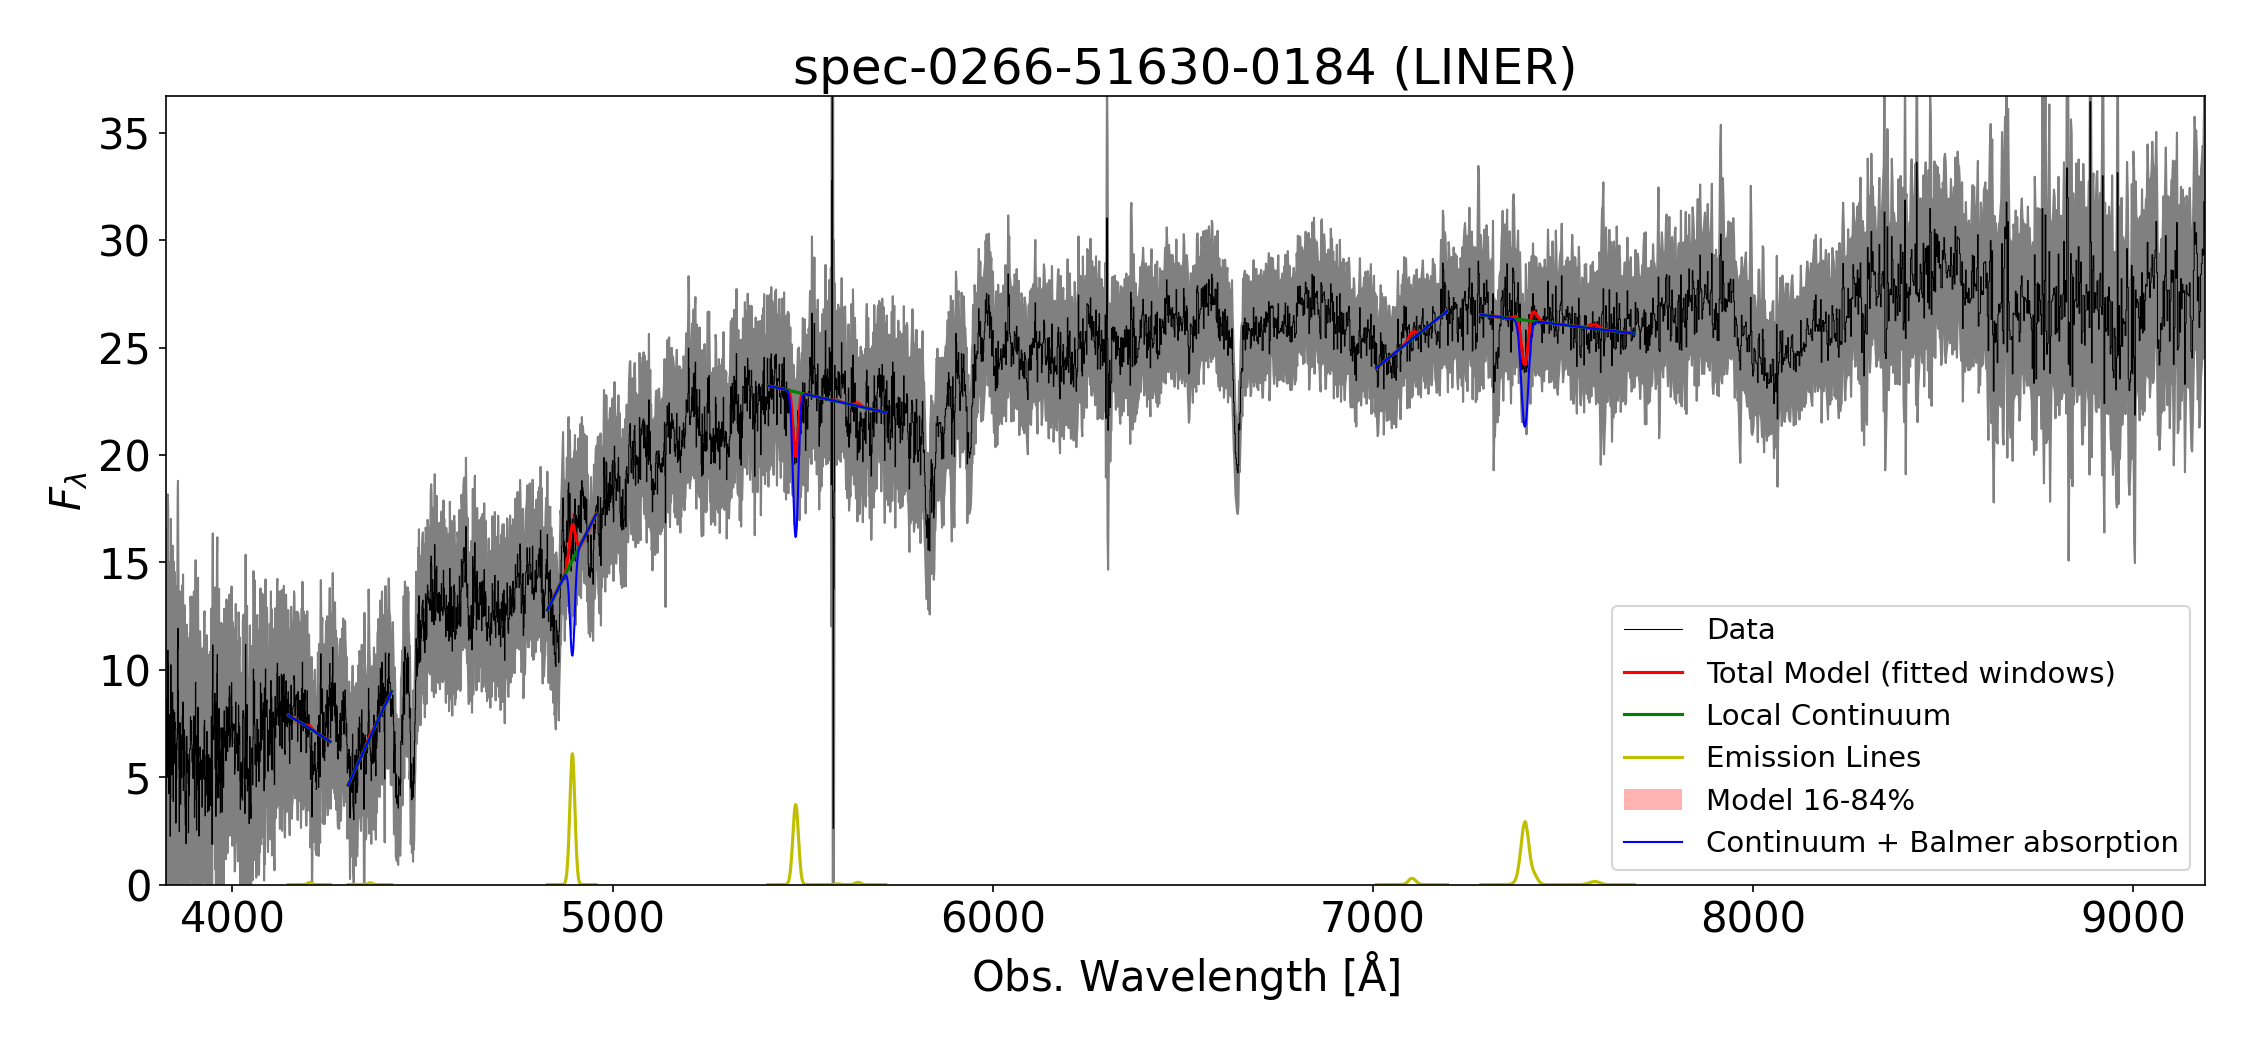 spec-0266-51630-0184 (LINER)
35
30
25
20
15
10
5
0
F_λ
4000 5000 6000 7000 8000 9000
Obs. Wavelength [Å]
Data
Total Model (fitted windows)
Local Continuum
Emission Lines
Model 16-84%
Continuum + Balmer absorption